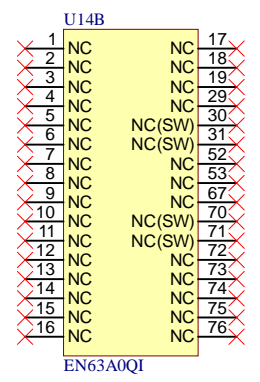 U14B
1 NC NC 17
2 NC NC 18
3 NC NC 19
4 NC NC 29
5 NC NC(SW) 30
6 NC NC(SW) 31
7 NC NC 52
8 NC NC 53
9 NC NC 67
10 NC NC(SW) 70
11 NC NC(SW) 71
12 NC NC 72
13 NC NC 73
14 NC NC 74
15 NC NC 75
16 NC NC 76
EN63A0QI